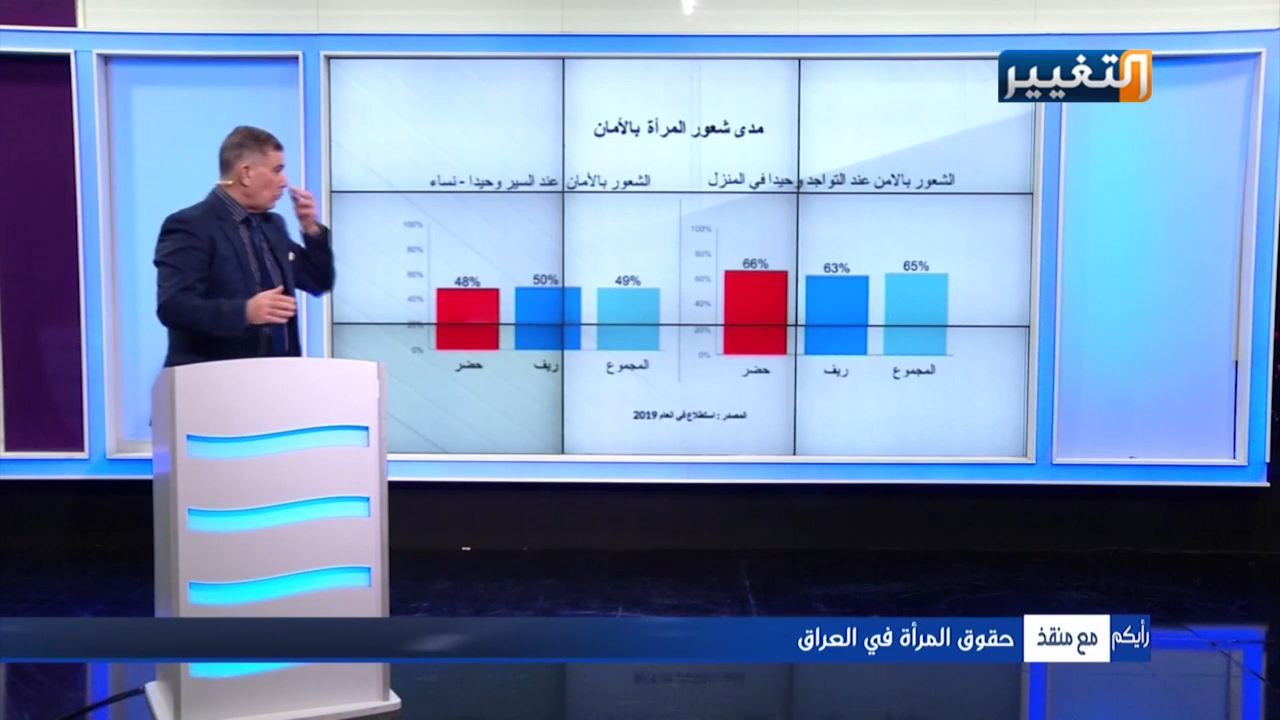 التغيير
مدى شعور المرأة بالأمان
الشعور بالامن عند التواجد وحيدا في المنزل
100%
80%
60%
40%
20%
0%
66%
63%
65%
حضر
ريف
المجموع
الشعور بالأمان عند السير وحيدا - نساء
100%
80%
60%
40%
20%
0%
48%
50%
49%
حضر
ريف
المجموع
المصدر : استطلاع في العام 2019
رأيكم مع منقذ حقوق المرأة في العراق